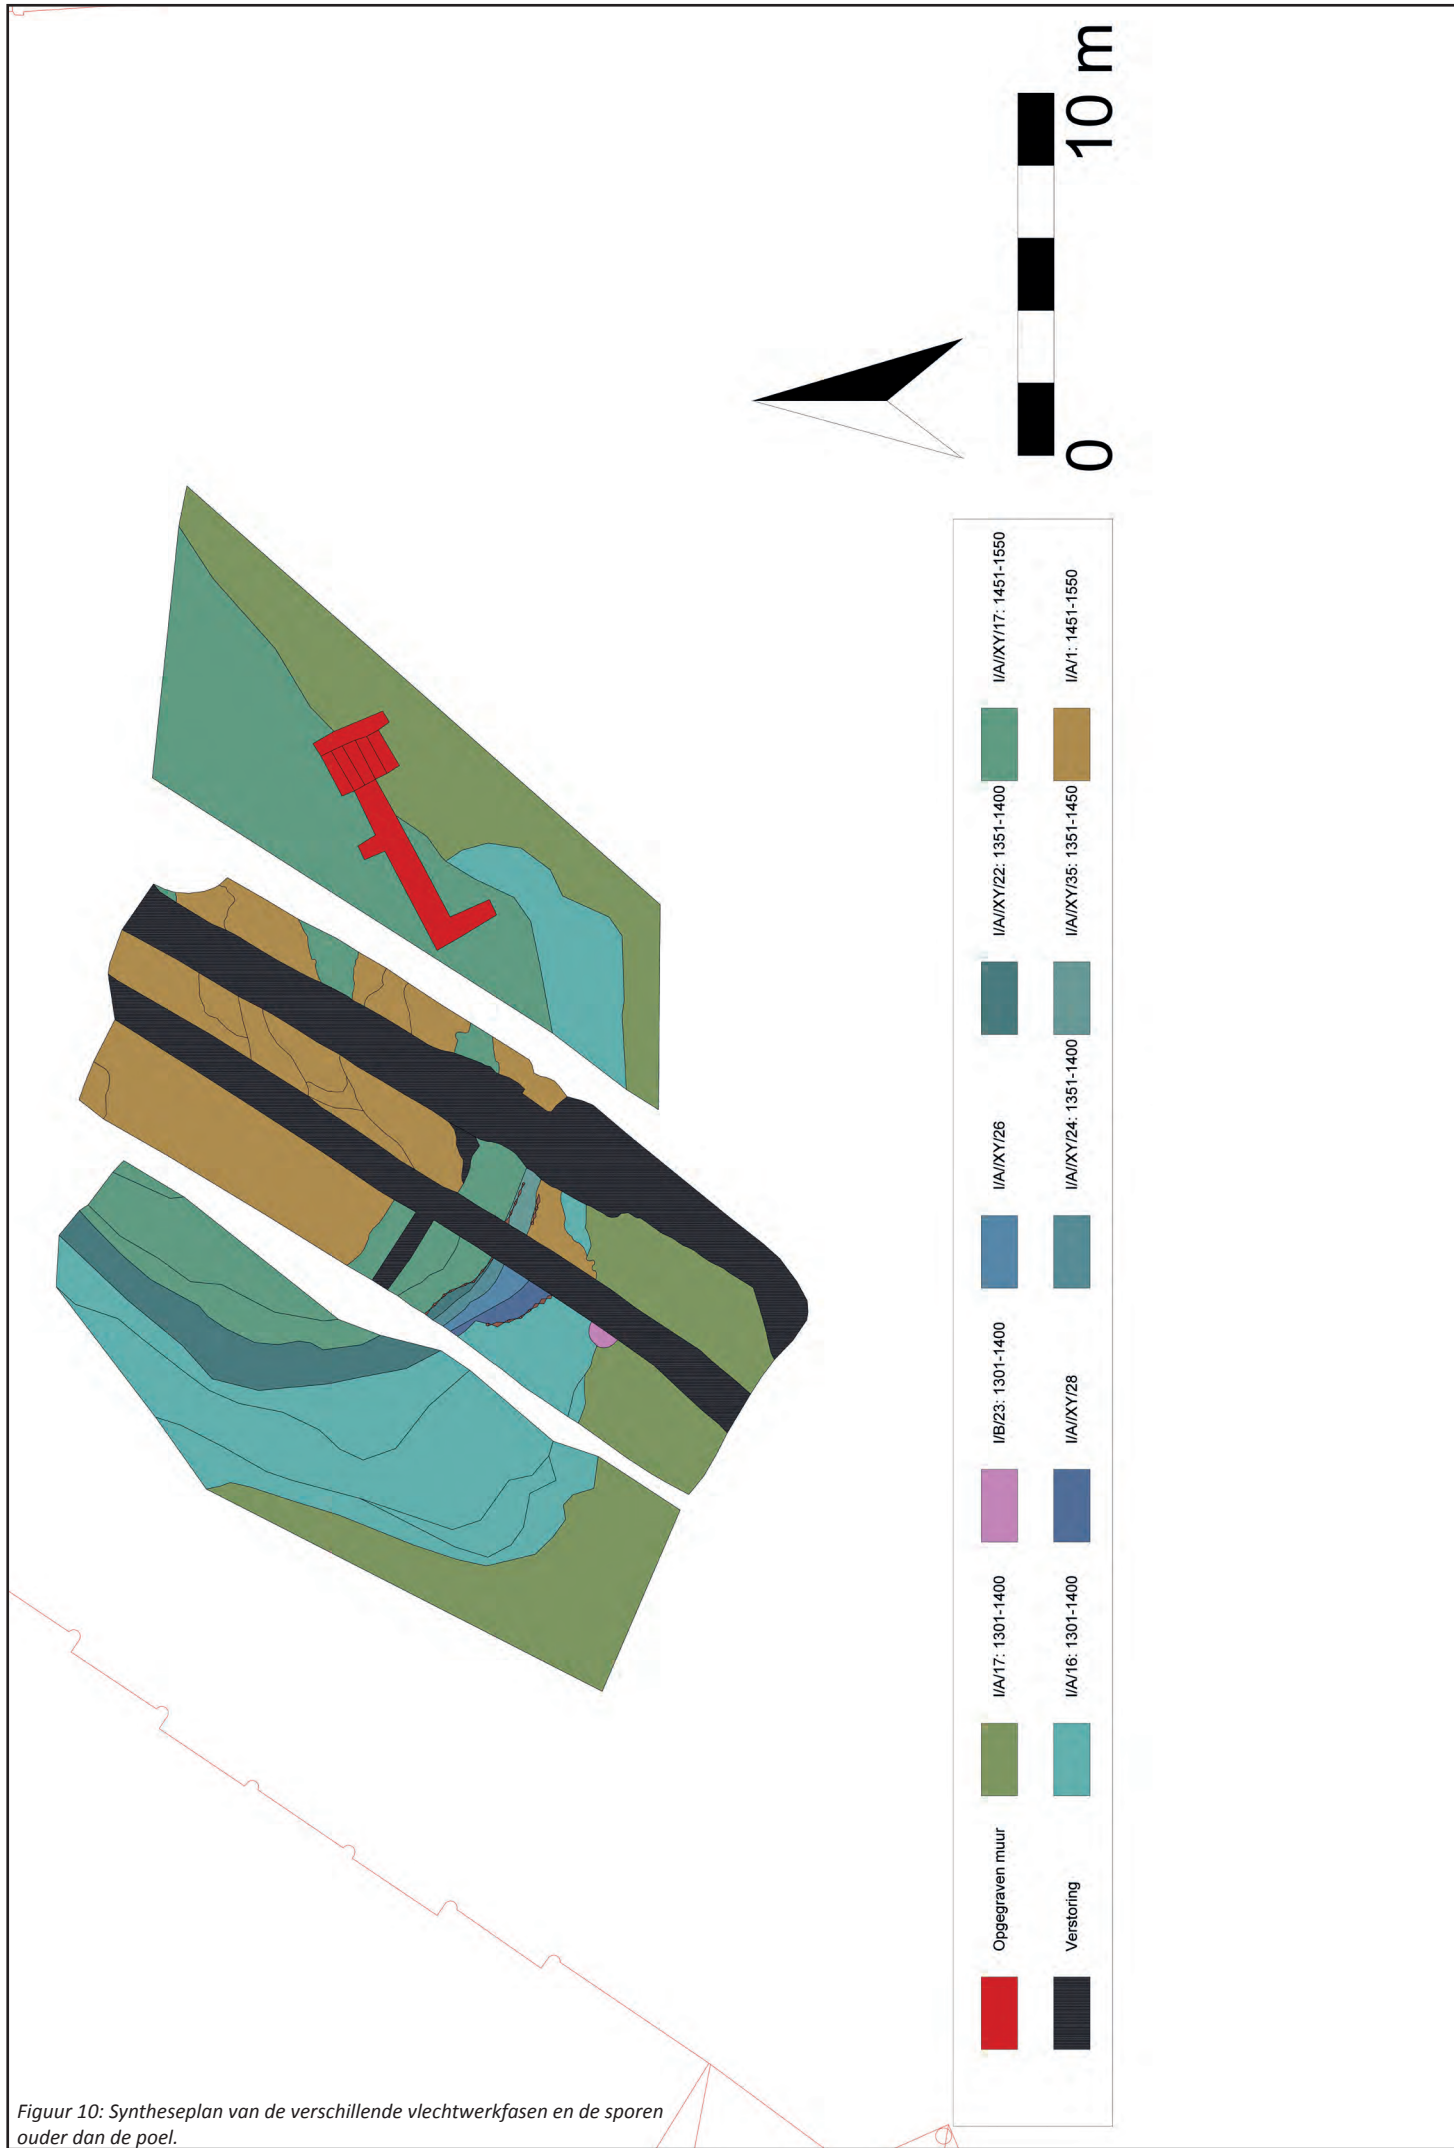 10 m
0
Opgegraven muur
I/A/17: 1301-1400
I/B/23: 1301-1400
I/A//XY/26
I/A//XY/22: 1351-1400
I/A//XY/17: 1451-1550
Verstoring
I/A/16: 1301-1400
I/A//XY/28
I/A//XY/24: 1351-1400
I/A//XY/35: 1351-1450
I/A/1: 1451-1550
Figuur 10: Syntheseplan van de verschillende vlechtwerkfasen en de sporen
ouder dan de poel.